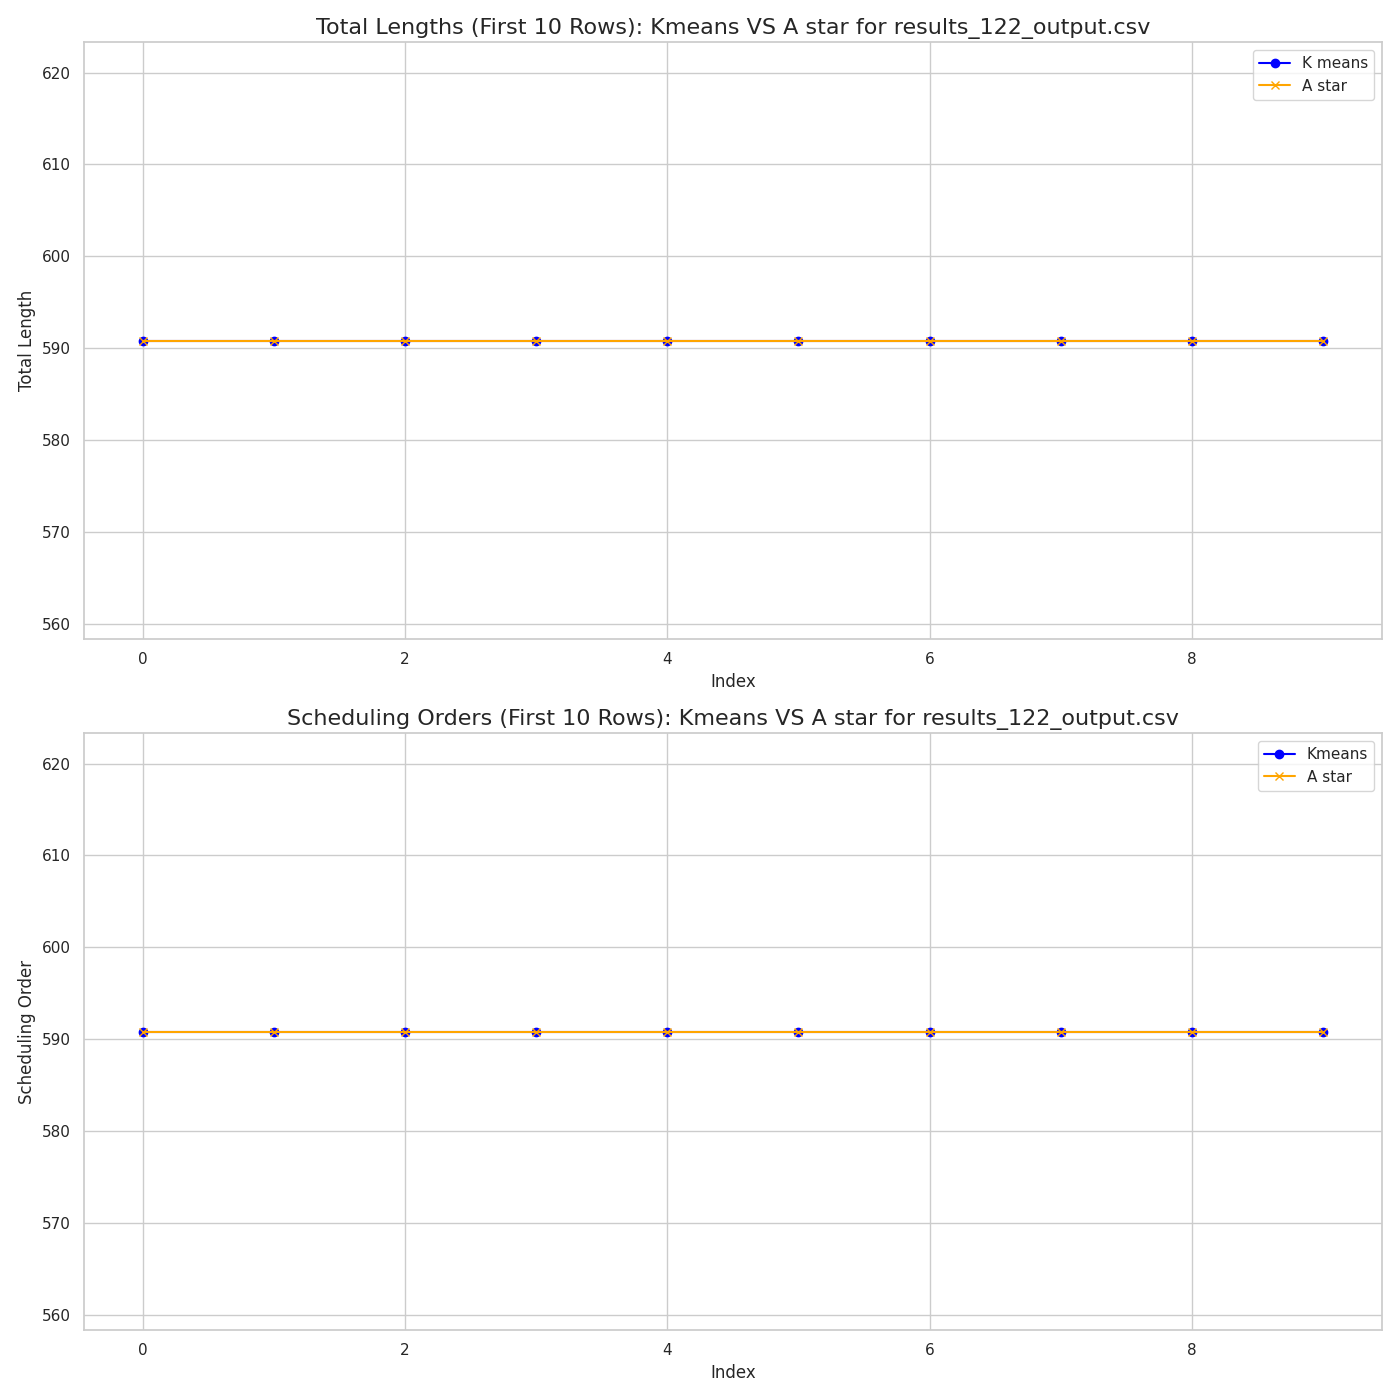 Total Lengths (First 10 Rows): Kmeans VS A star for results_122_output.csv
K means
A star
620
610
600
590
580
570
560
Total Length
0 2 4 6 8
Index
Scheduling Orders (First 10 Rows): Kmeans VS A star for results_122_output.csv
Kmeans
A star
620
610
600
590
580
570
560
Scheduling Order
0 2 4 6 8
Index